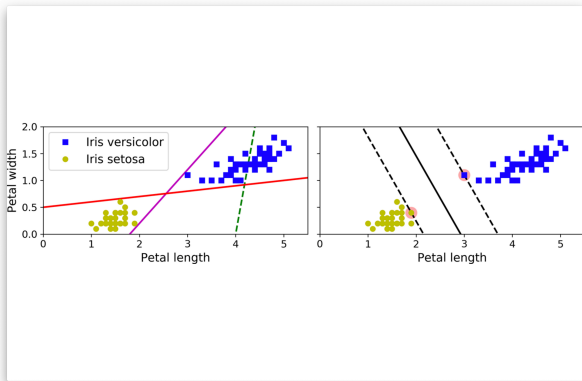 2.0
1.5
1.0
0.5
0.0
Petal width
Iris versicolor
Iris setosa
0 1 2 3 4 5
Petal length
0 1 2 3 4 5
Petal length